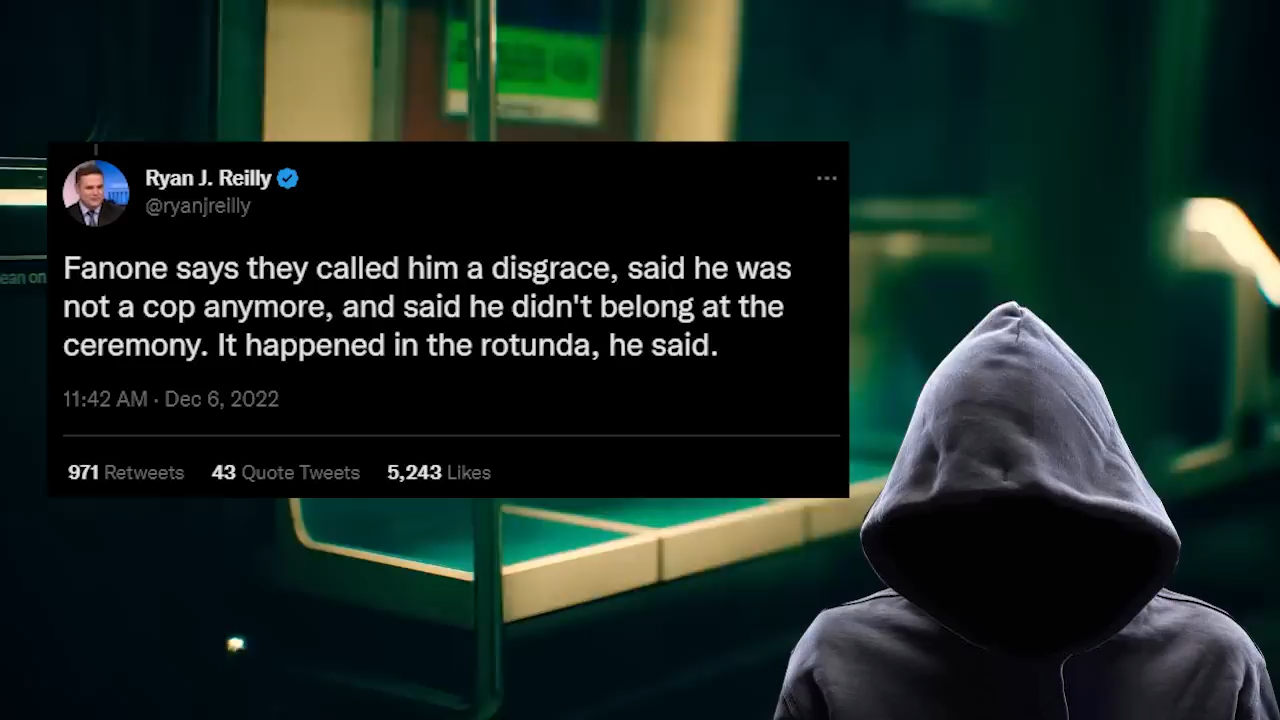 Ryan J. Reilly
@ryanjreilly
Fanone says they called him a disgrace, said he was
not a cop anymore, and said he didn't belong at the
ceremony. It happened in the rotunda, he said.
11:42 AM · Dec 6, 2022
971 Retweets 43 Quote Tweets 5,243 Likes
ean on